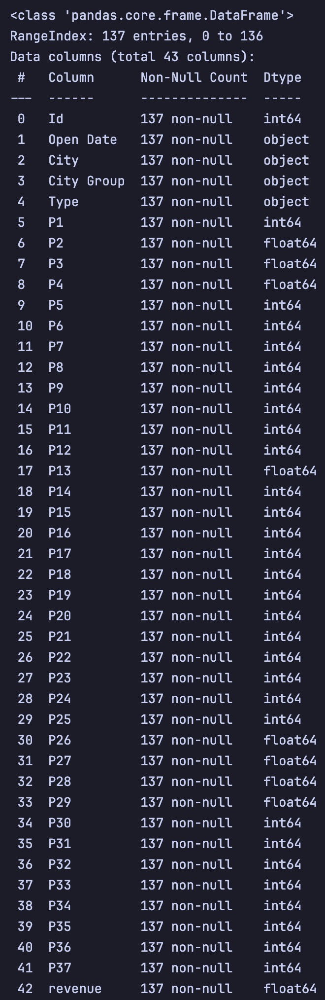 <class 'pandas.core.frame.DataFrame'>
RangeIndex: 137 entries, 0 to 136
Data columns (total 43 columns):
 #   Column      Non-Null Count  Dtype
---  ------      --------------  -----
 0   Id          137 non-null    int64
 1   Open Date   137 non-null    object
 2   City        137 non-null    object
 3   City Group  137 non-null    object
 4   Type        137 non-null    object
 5   P1          137 non-null    int64
 6   P2          137 non-null    float64
 7   P3          137 non-null    float64
 8   P4          137 non-null    float64
 9   P5          137 non-null    int64
 10  P6          137 non-null    int64
 11  P7          137 non-null    int64
 12  P8          137 non-null    int64
 13  P9          137 non-null    int64
 14  P10         137 non-null    int64
 15  P11         137 non-null    int64
 16  P12         137 non-null    int64
 17  P13         137 non-null    float64
 18  P14         137 non-null    int64
 19  P15         137 non-null    int64
 20  P16         137 non-null    int64
 21  P17         137 non-null    int64
 22  P18         137 non-null    int64
 23  P19         137 non-null    int64
 24  P20         137 non-null    int64
 25  P21         137 non-null    int64
 26  P22         137 non-null    int64
 27  P23         137 non-null    int64
 28  P24         137 non-null    int64
 29  P25         137 non-null    int64
 30  P26         137 non-null    float64
 31  P27         137 non-null    float64
 32  P28         137 non-null    float64
 33  P29         137 non-null    float64
 34  P30         137 non-null    int64
 35  P31         137 non-null    int64
 36  P32         137 non-null    int64
 37  P33         137 non-null    int64
 38  P34         137 non-null    int64
 39  P35         137 non-null    int64
 40  P36         137 non-null    int64
 41  P37         137 non-null    int64
 42  revenue     137 non-null    float64